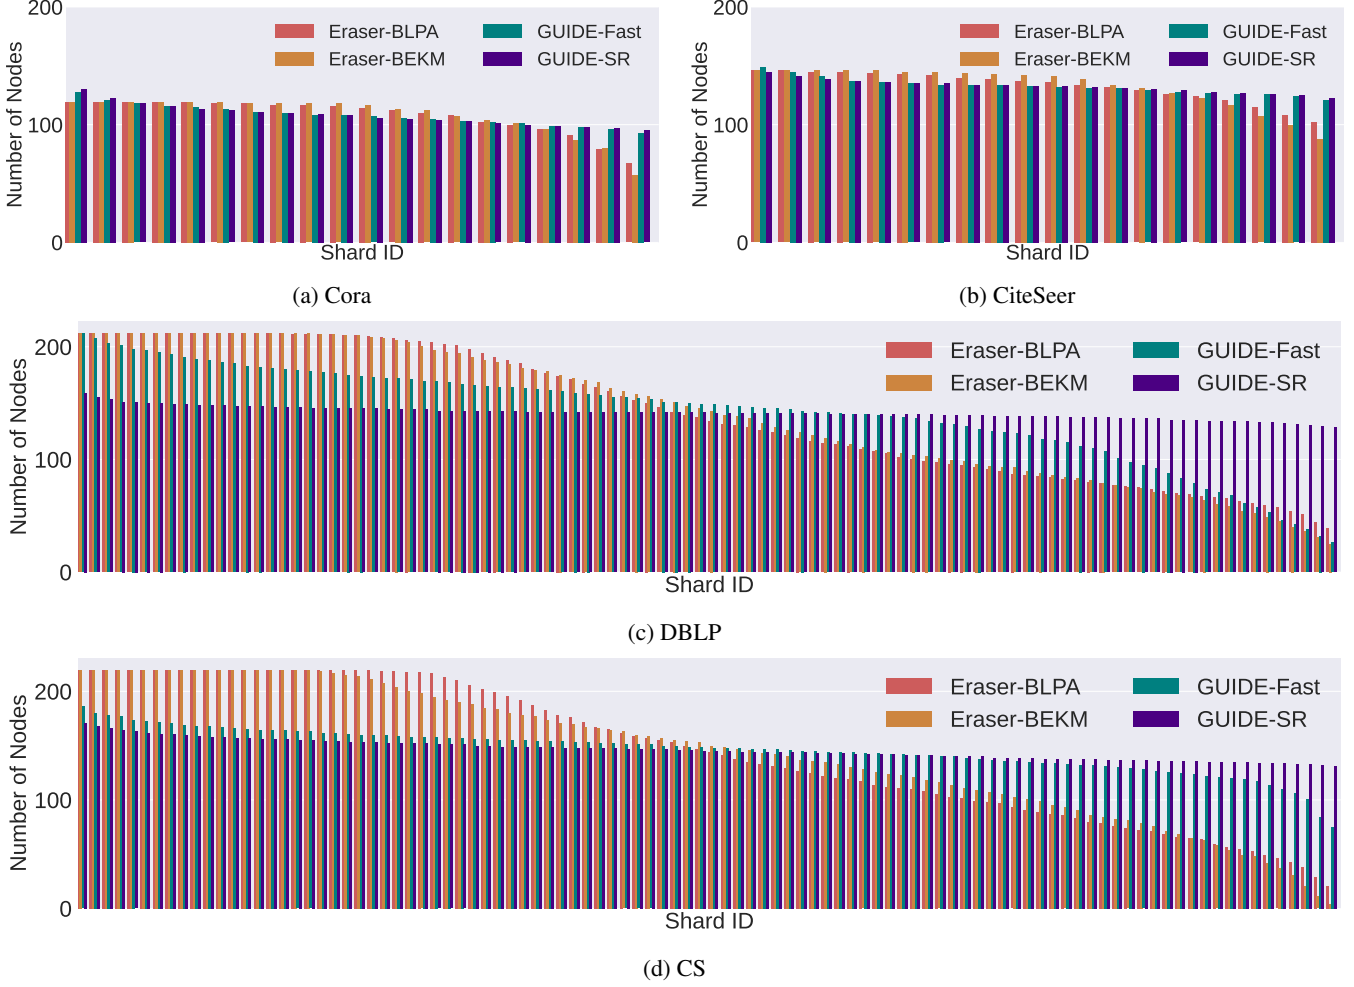 200
100
0
Number of Nodes
Eraser-BLPA
Eraser-BEKM
GUIDE-Fast
GUIDE-SR
Shard ID
(a) Cora
200
100
0
Number of Nodes
Eraser-BLPA
Eraser-BEKM
GUIDE-Fast
GUIDE-SR
Shard ID
(b) CiteSeer
200
100
0
Number of Nodes
Eraser-BLPA
Eraser-BEKM
GUIDE-Fast
GUIDE-SR
Shard ID
(c) DBLP
200
100
0
Number of Nodes
Eraser-BLPA
Eraser-BEKM
GUIDE-Fast
GUIDE-SR
Shard ID
(d) CS